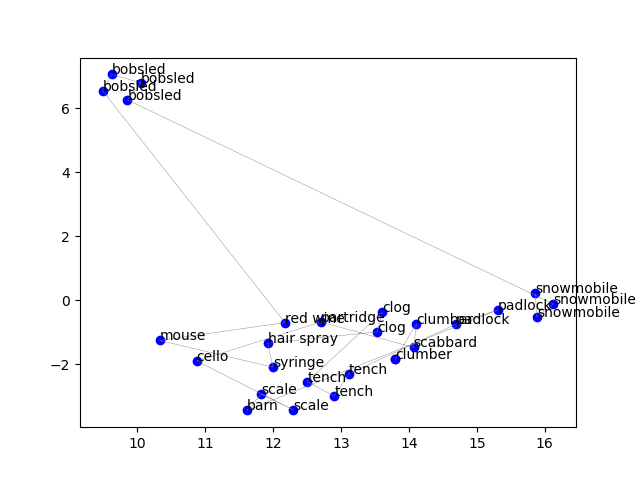 bobsled
bobsled
bobsled
bobsled
snowmobile
snowmobile
snowmobile
padlock
clog
red wine
partridge
clumber
padlock
clog
mouse
hair spray
scabbard
cello
clumber
syringe
tench
tench
scale
tench
barn
scale
6
4
2
0
−2
10
11
12
13
14
15
16